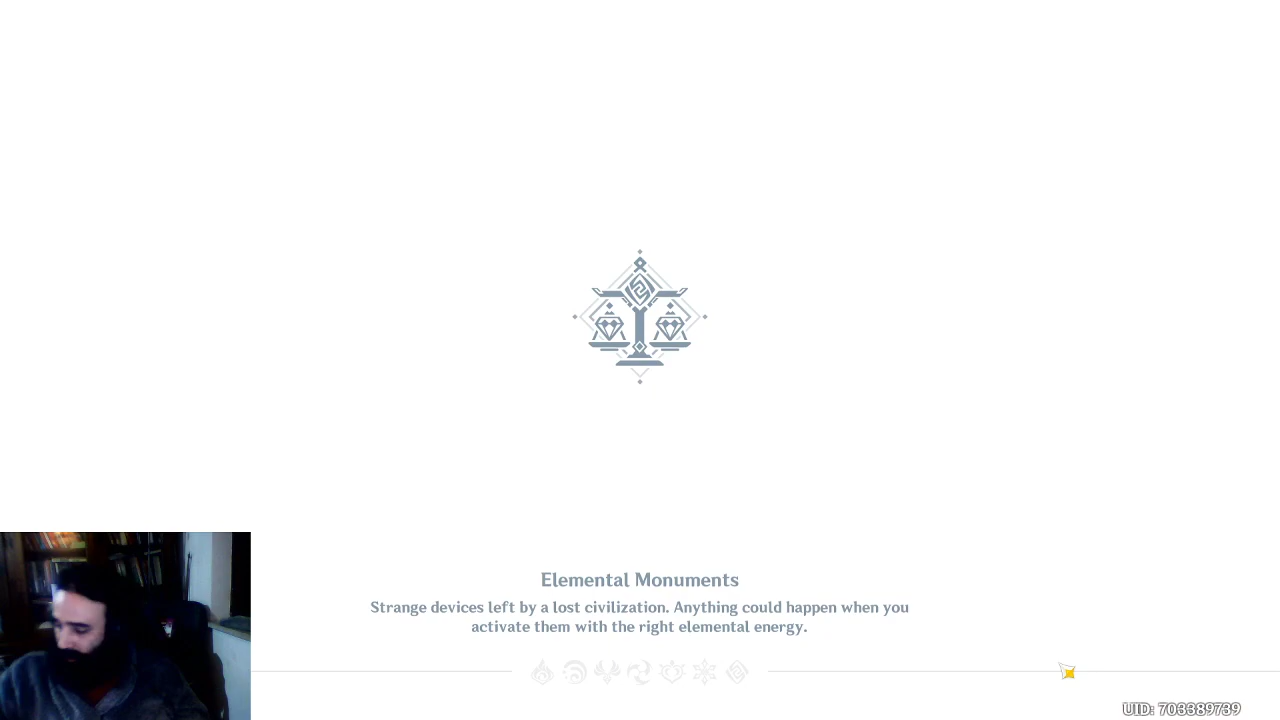 Elemental Monuments
Strange devices left by a lost civilization. Anything could happen when you
activate them with the right elemental energy.
UID: 703389739